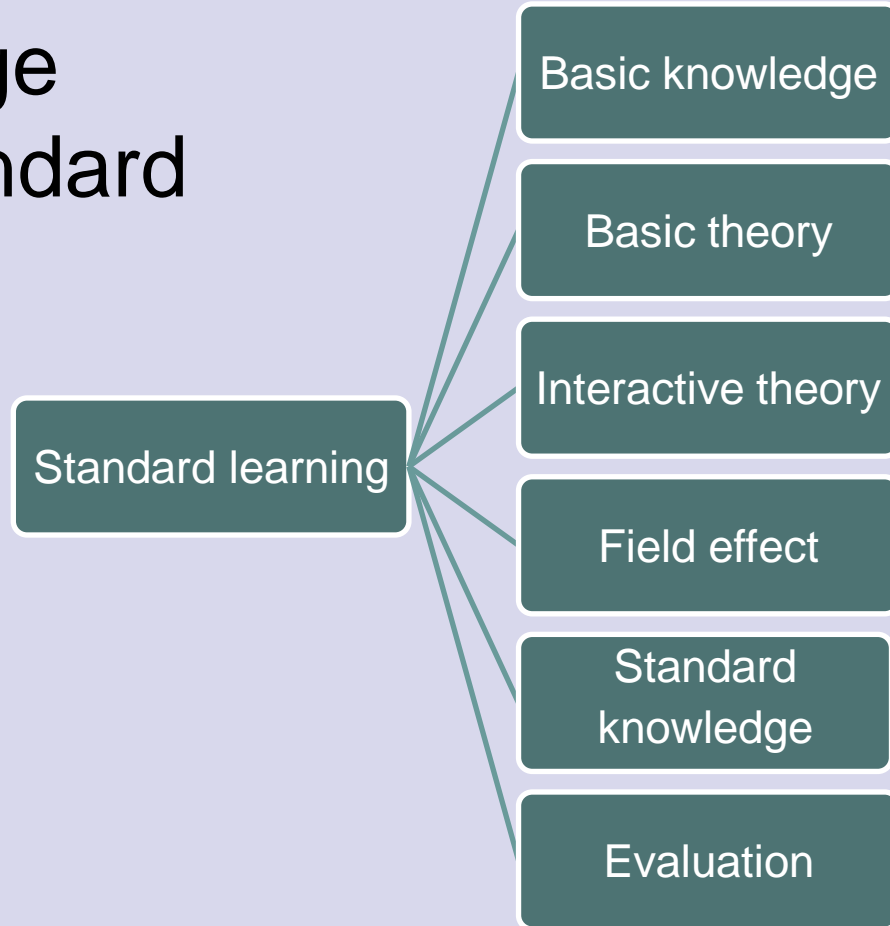 ge
ndard
Basic knowledge
Basic theory
Interactive theory
Standard learning
Field effect
Standard
knowledge
Evaluation